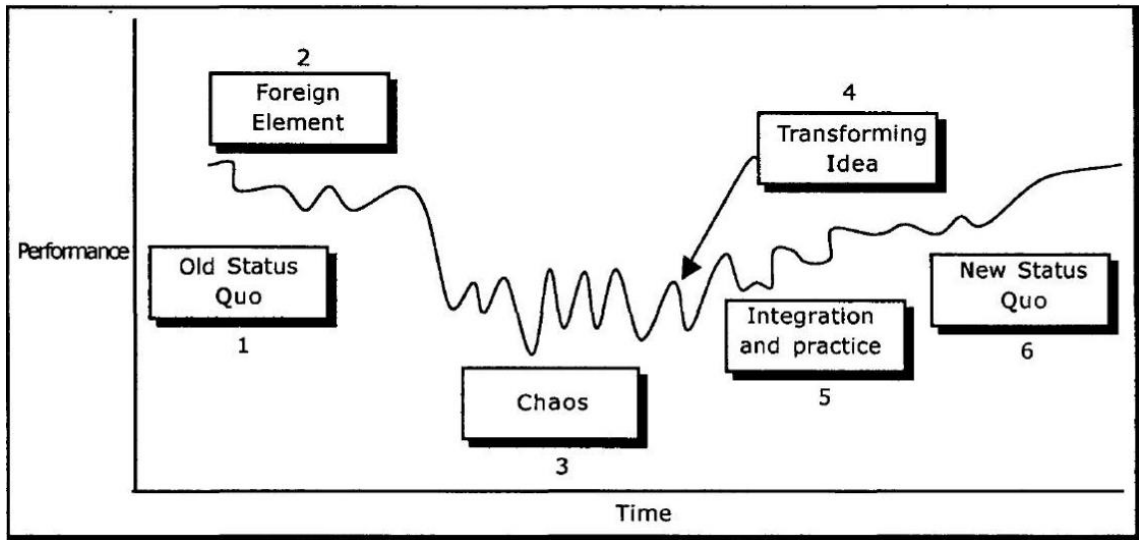 2
Foreign
Element
4
Transforming
Idea
Performance
Old Status
Quo
1
New Status
Quo
6
Integration
and practice
5
Chaos
3
Time